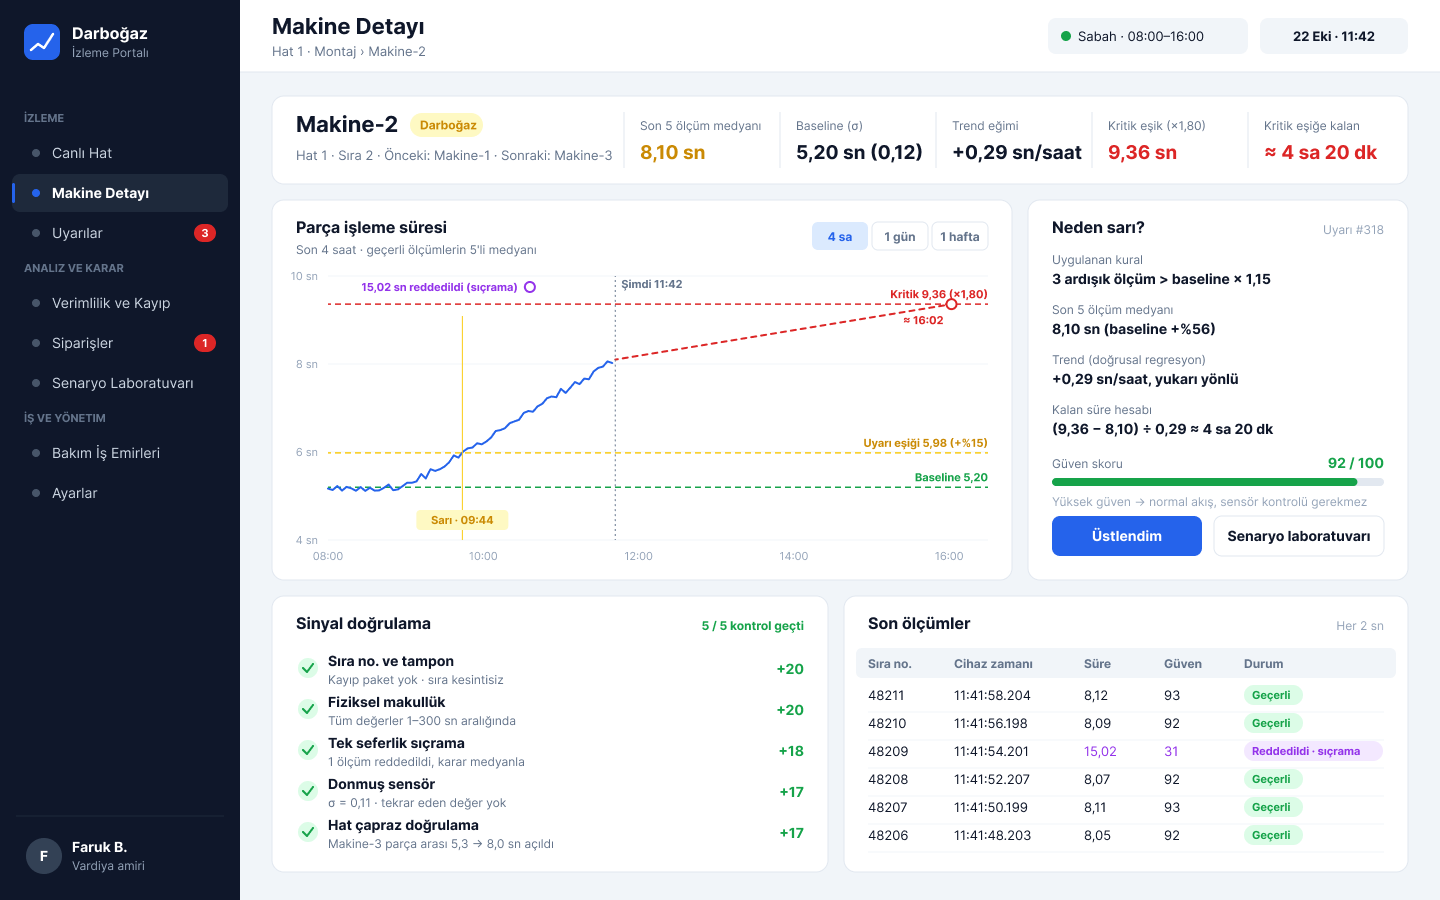 Darboğaz
İzleme Portalı
İZLEME
Canlı Hat
Makine Detayı
Uyarılar 3
ANALIZ VE KARAR
Verimlilik ve Kayıp
Siparişler 1
Senaryo Laboratuvarı
İŞ VE YÖNETIM
Bakım İş Emirleri
Ayarlar
F
Faruk B.
Vardiya amiri
Makine Detayı
Hat 1 · Montaj › Makine-2
Sabah · 08:00–16:00
22 Eki · 11:42
Makine-2 Darboğaz
Hat 1 · Sıra 2 · Önceki: Makine-1 · Sonraki: Makine-3
Son 5 ölçüm medyanı
8,10 sn
Baseline (σ)
5,20 sn (0,12)
Trend eğimi
+0,29 sn/saat
Kritik eşik (×1,80)
9,36 sn
Kritik eşiğe kalan
≈ 4 sa 20 dk
Parça işleme süresi
Son 4 saat · geçerli ölçümlerin 5'li medyanı
4 sa 1 gün 1 hafta
10 sn
8 sn
6 sn
4 sn
15,02 sn reddedildi (sıçrama)
Şimdi 11:42
Kritik 9,36 (×1,80)
≈ 16:02
Uyarı eşiği 5,98 (+%15)
Baseline 5,20
Sarı · 09:44
08:00 10:00 12:00 14:00 16:00
Neden sarı? Uyarı #318
Uygulanan kural
3 ardışık ölçüm > baseline × 1,15
Son 5 ölçüm medyanı
8,10 sn (baseline +%56)
Trend (doğrusal regresyon)
+0,29 sn/saat, yukarı yönlü
Kalan süre hesabı
(9,36 − 8,10) ÷ 0,29 ≈ 4 sa 20 dk
Güven skoru 92 / 100
Yüksek güven → normal akış, sensör kontrolü gerekmez
Üstlendim Senaryo laboratuvarı
Sinyal doğrulama 5 / 5 kontrol geçti
Sıra no. ve tampon +20
Kayıp paket yok · sıra kesintisiz
Fiziksel makullük +20
Tüm değerler 1–300 sn aralığında
Tek seferlik sıçrama +18
1 ölçüm reddedildi, karar medyanla
Donmuş sensör +17
σ = 0,11 · tekrar eden değer yok
Hat çapraz doğrulama +17
Makine-3 parça arası 5,3 → 8,0 sn açıldı
Son ölçümler Her 2 sn
Sıra no. Cihaz zamanı Süre Güven Durum
48211 11:41:58.204 8,12 93 Geçerli
48210 11:41:56.198 8,09 92 Geçerli
48209 11:41:54.201 15,02 31 Reddedildi · sıçrama
48208 11:41:52.207 8,07 92 Geçerli
48207 11:41:50.199 8,11 93 Geçerli
48206 11:41:48.203 8,05 92 Geçerli